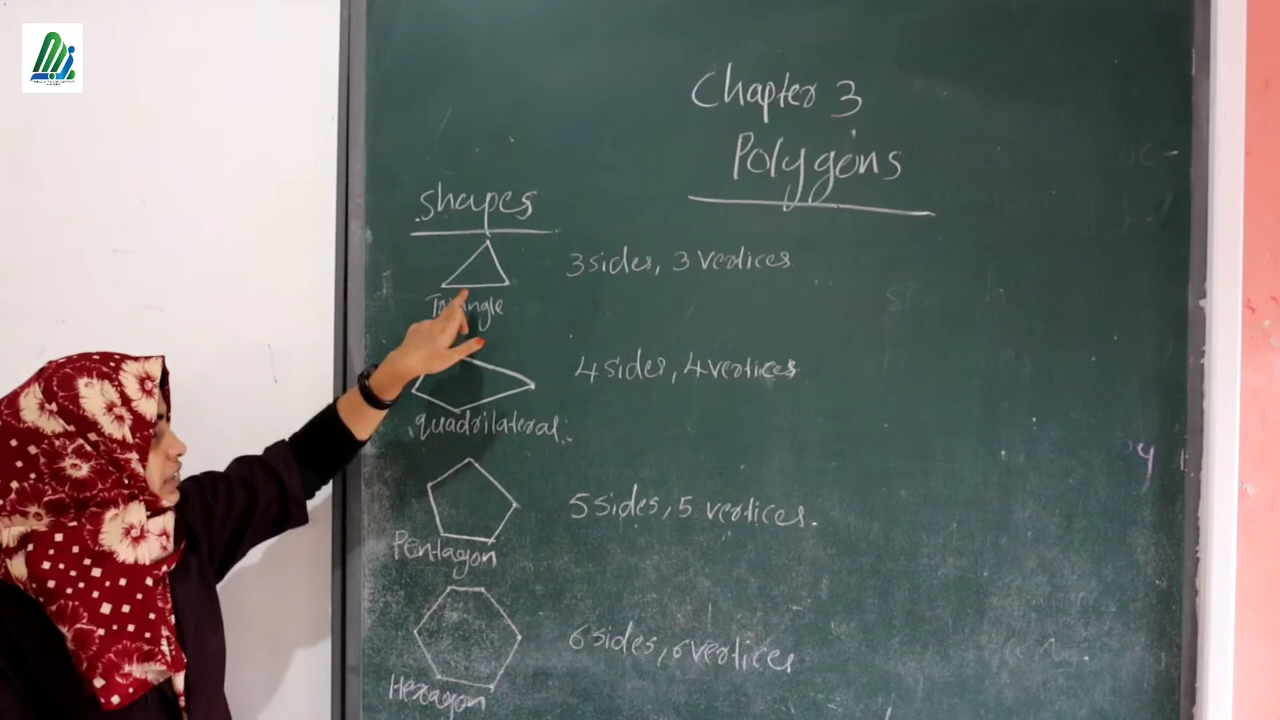 Chapter 3
Polygons
shapes
3 sides, 3 vertices
Triangle
4 sides, 4 vertices
quadrilateral.
5 sides, 5 vertices.
Pentagon
6 sides, 6 vertices
Hexagon